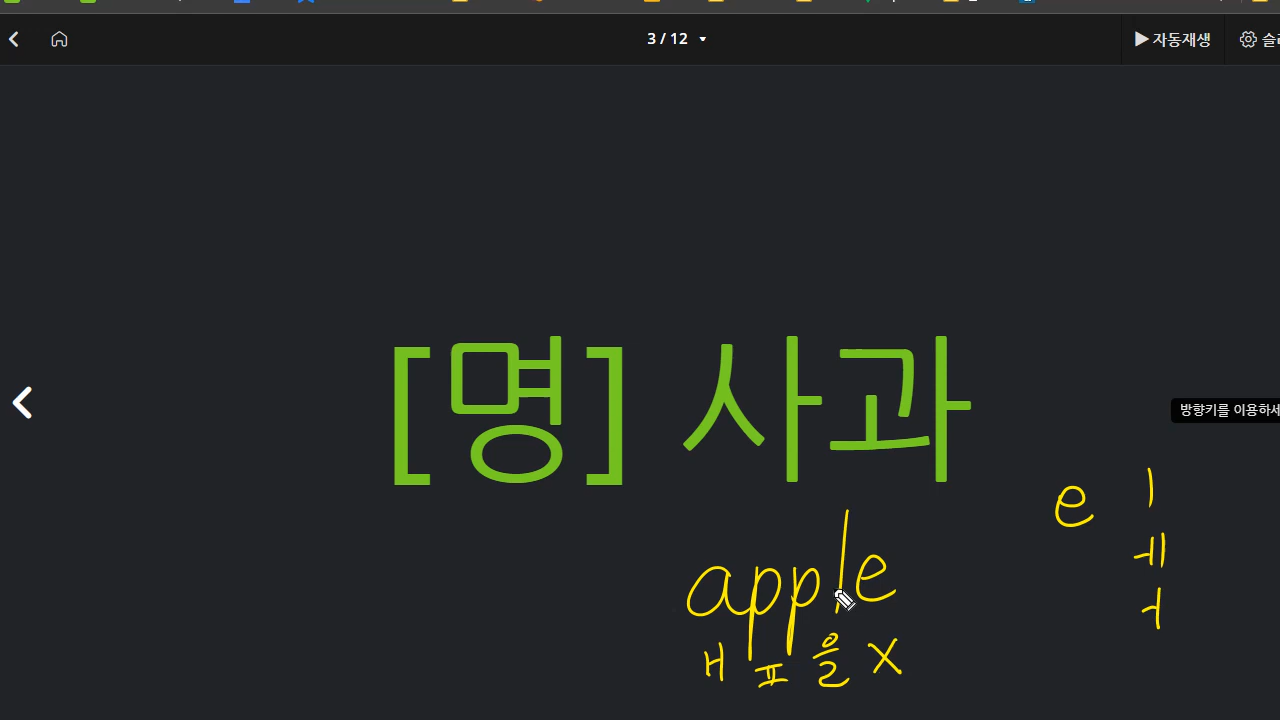 3 / 12
자동재생
방향키를 이용하세
[명] 사과
e ㅣ
ㅔ
ㅓ
apple
ㅐ ㅍ 을 X